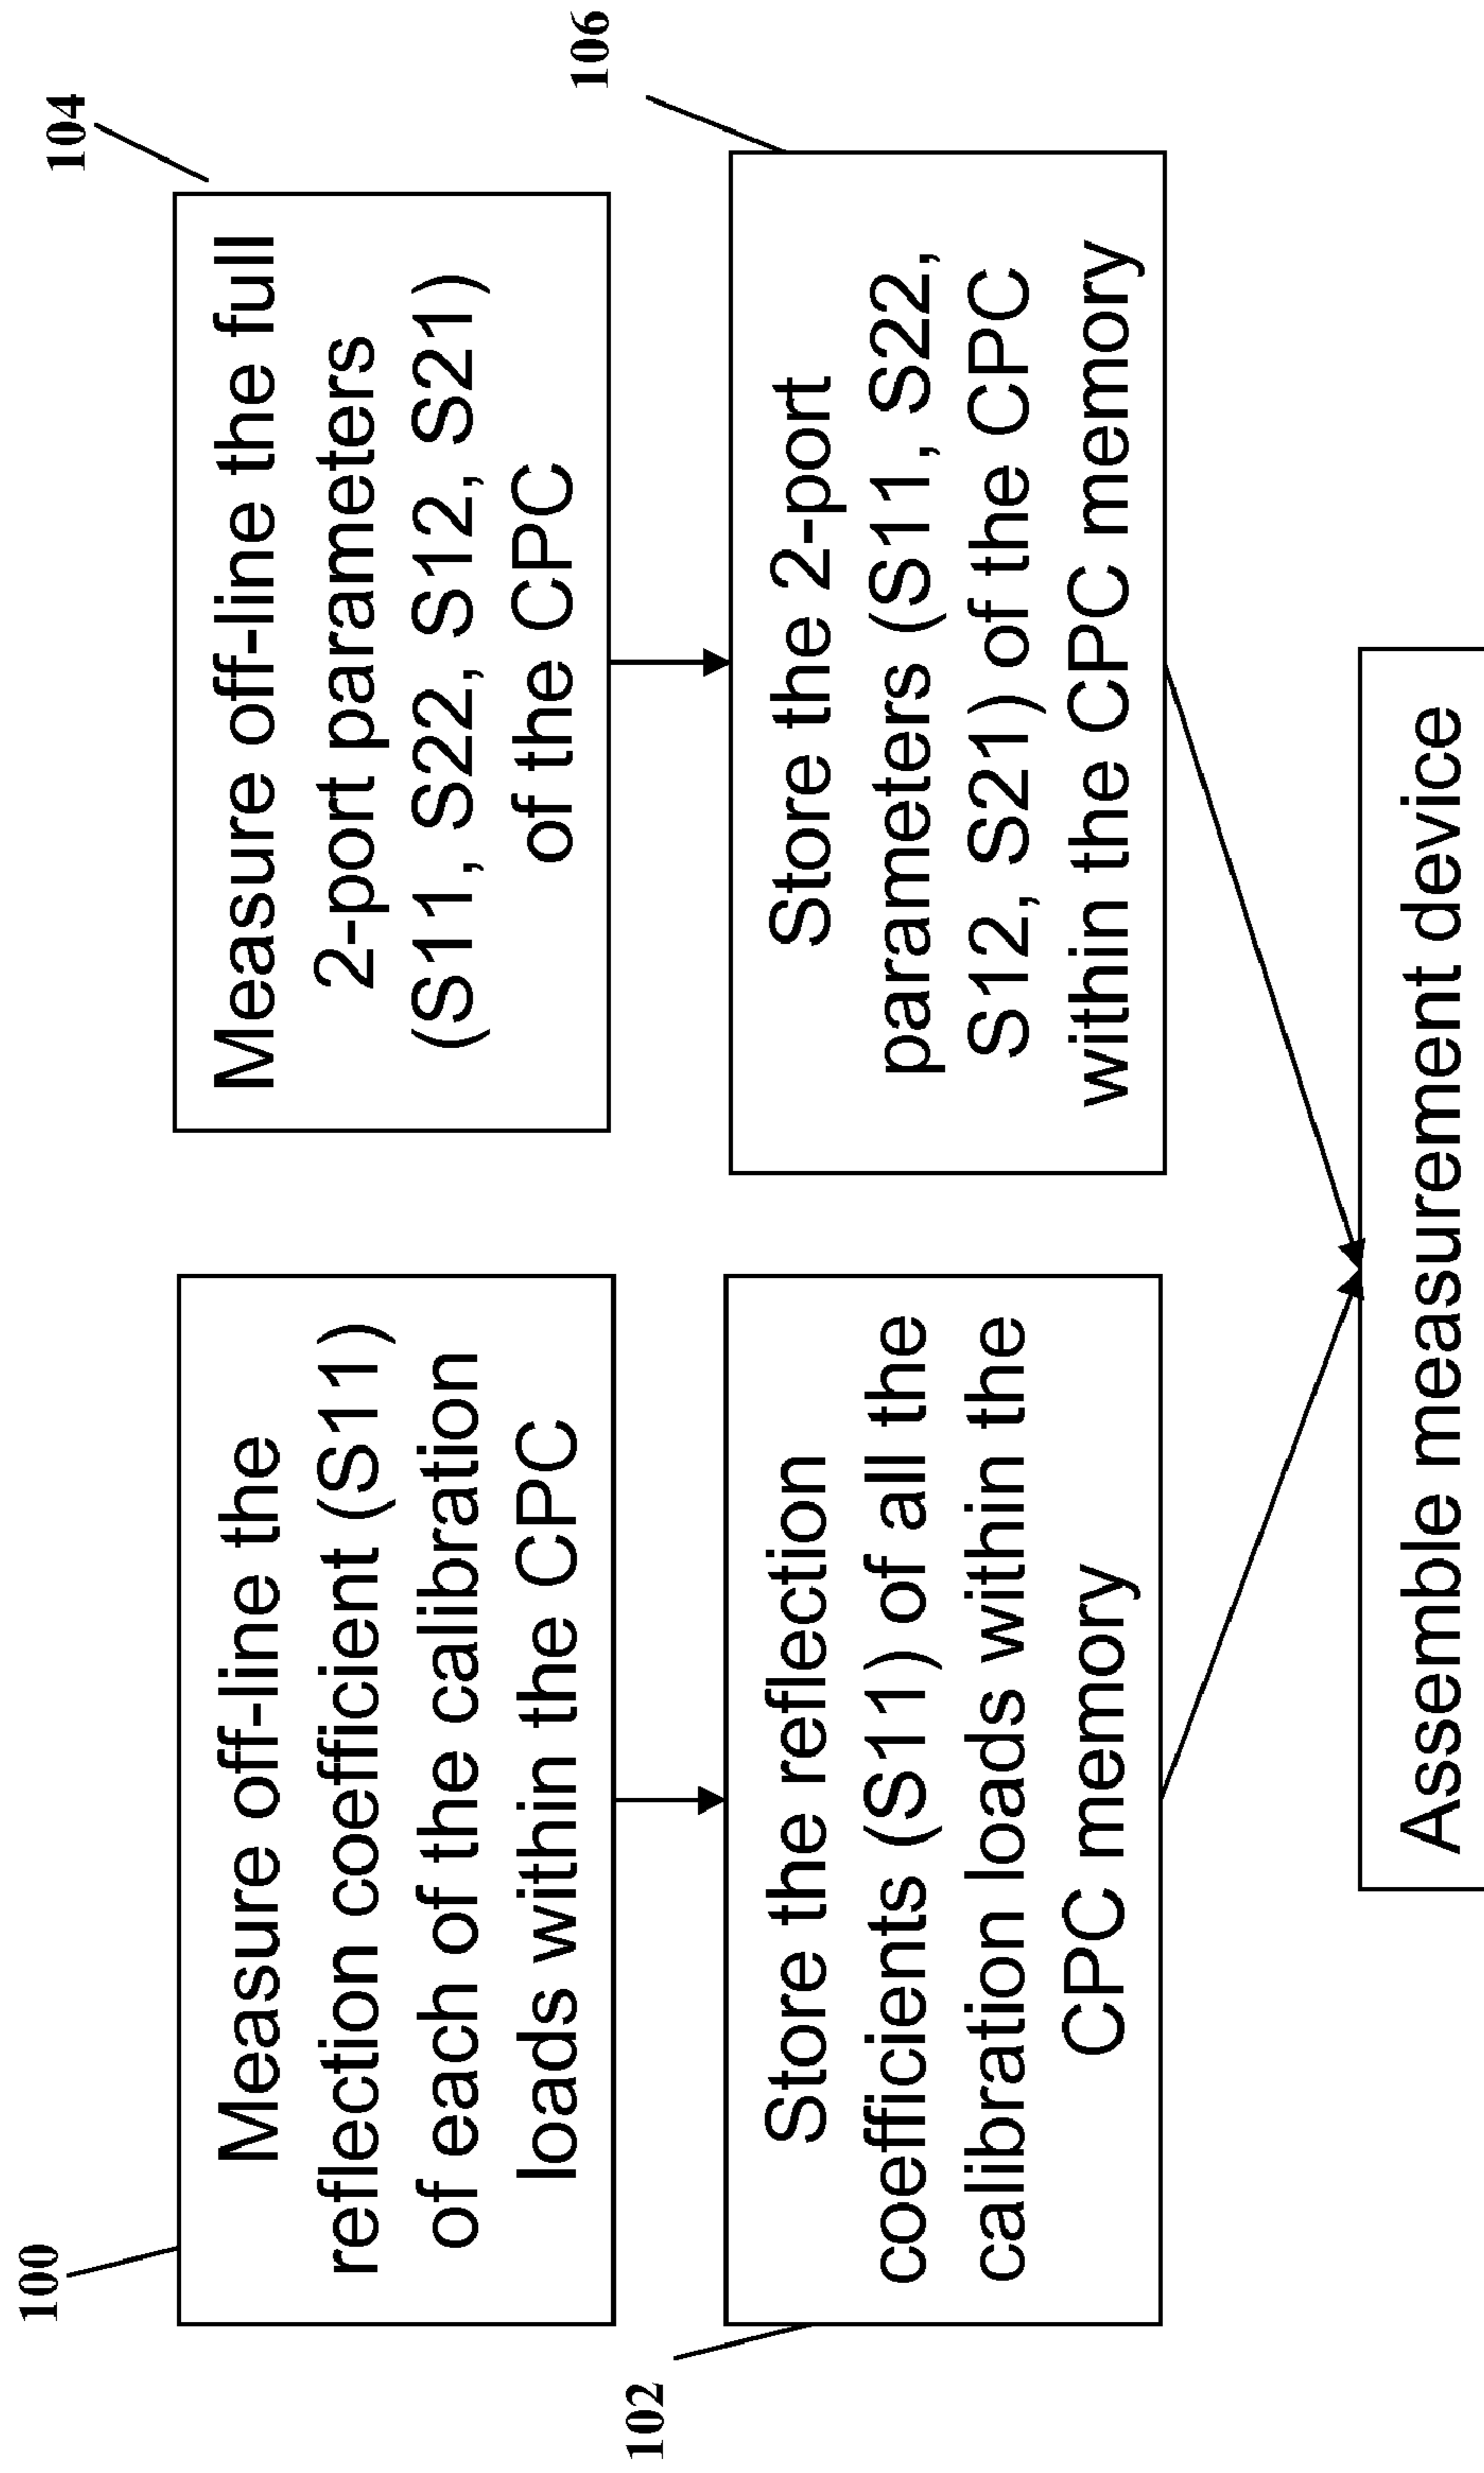 100
Measure off-line the
reflection coefficient (S11)
of each of the calibration
loads within the CPC
104
Measure off-line the full
2-port parameters
(S11, S22, S12, S21)
of the CPC
102
Store the reflection
coefficients (S11) of all the
calibration loads within the
CPC memory
106
Store the 2-port
parameters (S11, S22,
S12, S21) of the CPC
within the CPC memory
Assemble measurement device